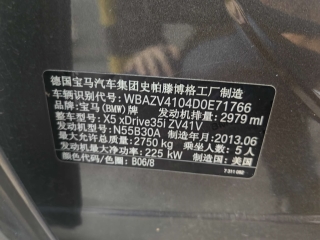 德国宝马汽车集团史帕滕博格工厂制造
车辆识别代号: WBAZV4104D0E71766
品牌: 宝马(BMW)牌 发动机排量: 2979 ml
整车型号: X5 xDrive35i ZV41V
发动机型号: N55B30A 制造年月: 2013.06
最大允许总质量: 2750 kg 乘坐人数: 5 人
发动机最大净功率: 225 kW 制造国: 美国
颜色代码: B06/8